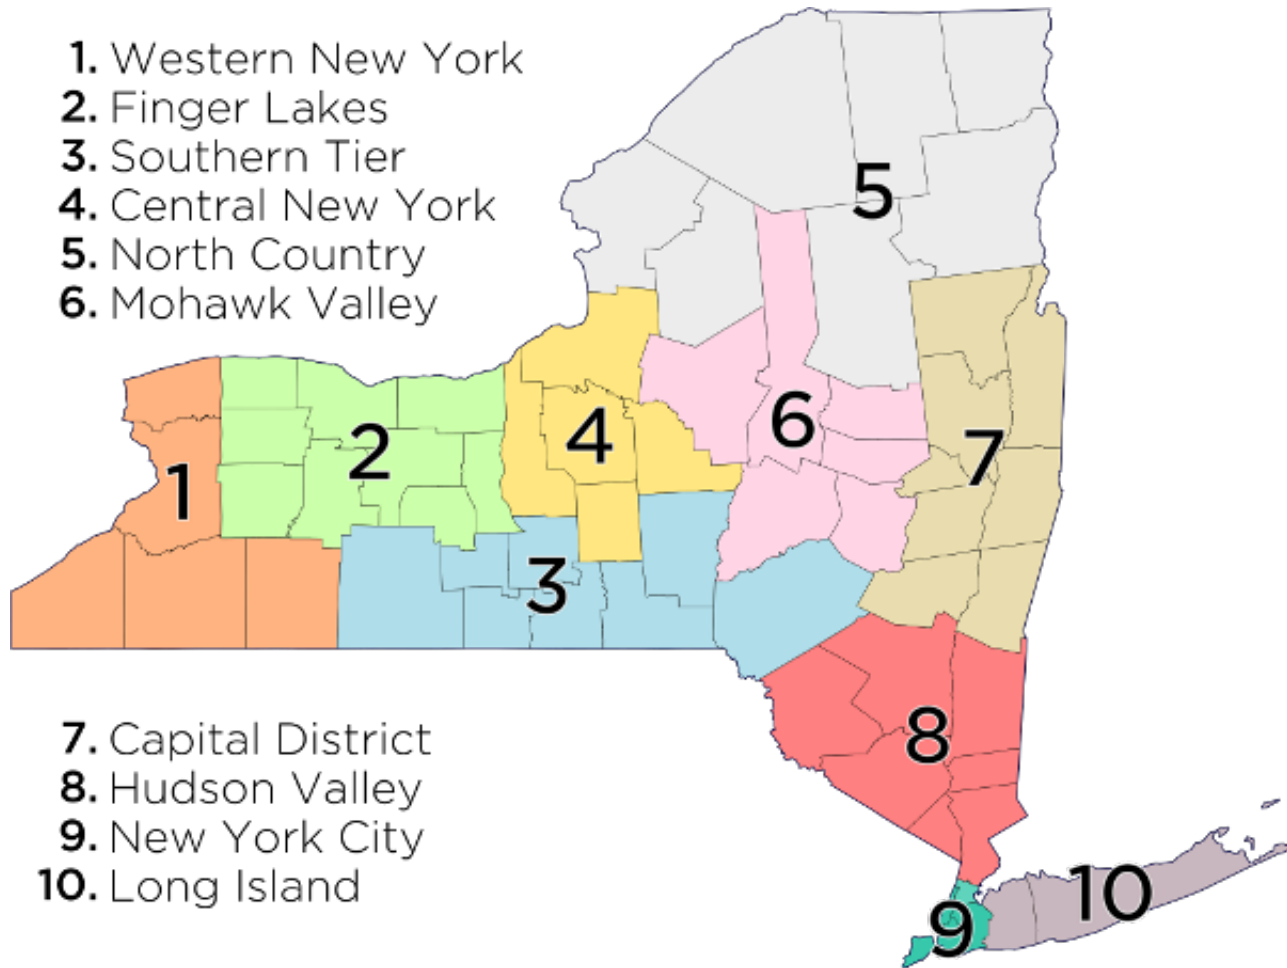 1. Western New York
2. Finger Lakes
3. Southern Tier
4. Central New York
5. North Country
6. Mohawk Valley
5
6
4
7
2
1
3
7. Capital District
8. Hudson Valley
9. New York City
10. Long Island
8
10
9